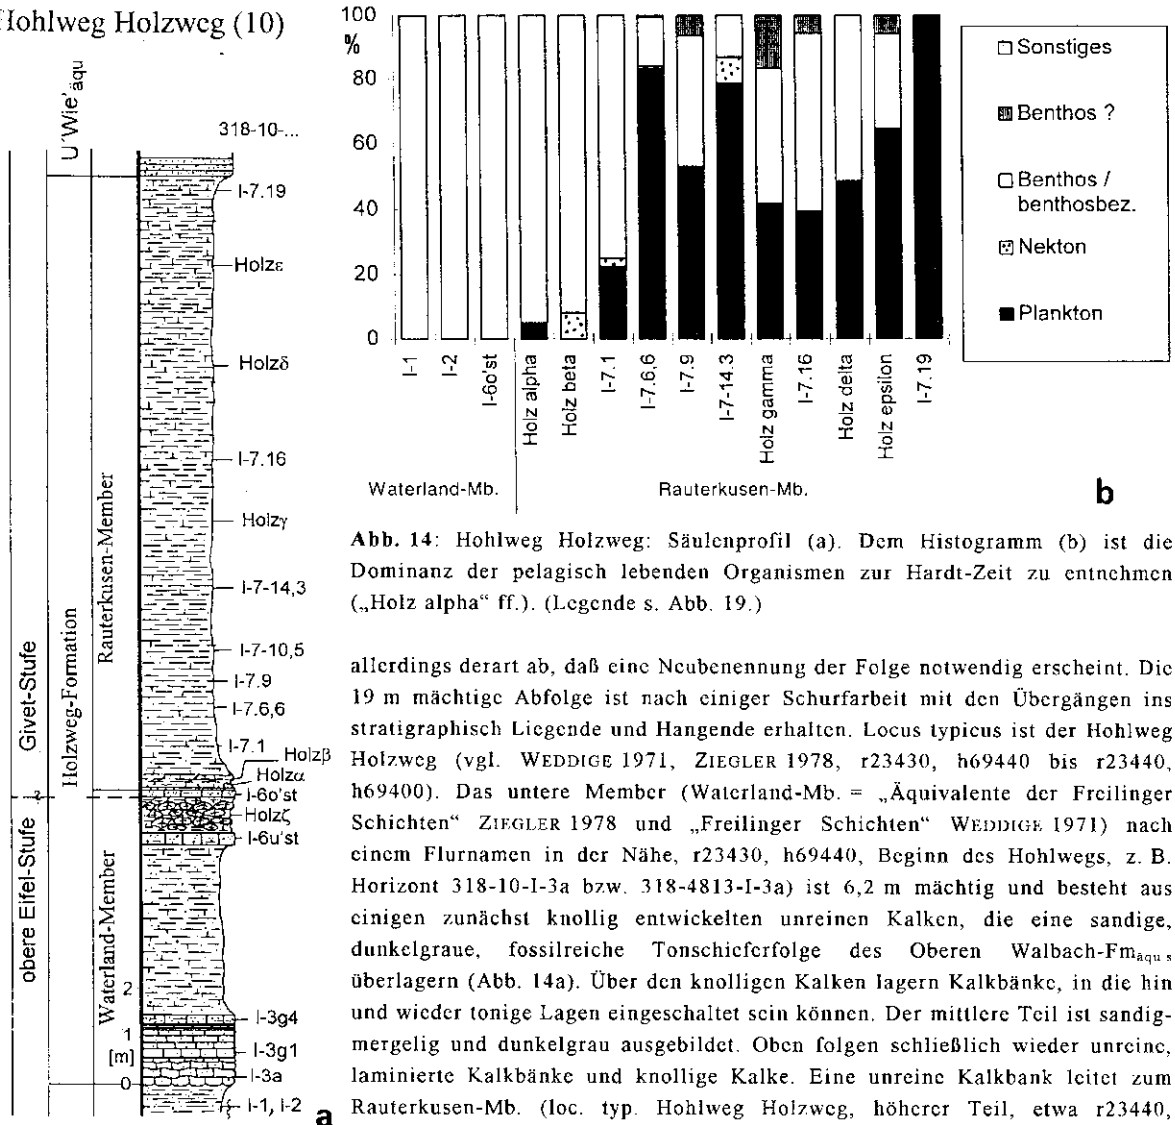 Hohlweg Holzweg (10)
U'Wie'äqu
318-10-...
I-7.19
Holzε
Holzδ
I-7.16
Holzγ
I-7-14,3
I-7-10,5
I-7.9
I-7.6,6
I-7.1
Holzβ
Holzα
I-6o'st
Holzζ
I-6u'st
2
I-3g4
1
[m]
I-3g1
I-3a
0
I-1, I-2
Givet-Stufe
obere Eifel-Stufe
?
Holzweg-Formation
Rauterkusen-Member
Waterland-Member
a
100
%
80
60
40
20
0
I-1
I-2
I-6o'st
Holz alpha
Holz beta
I-7.1
I-7.6,6
I-7.9
I-7-14.3
Holz gamma
I-7.16
Holz delta
Holz epsilon
I-7.19
Waterland-Mb.
Rauterkusen-Mb.
Sonstiges
Benthos ?
Benthos /
benthosbez.
Nekton
Plankton
b
Abb. 14: Hohlweg Holzweg: Säulenprofil (a). Dem Histogramm (b) ist die
Dominanz der pelagisch lebenden Organismen zur Hardt-Zeit zu entnehmen
(„Holz alpha“ ff.). (Legende s. Abb. 19.)
allerdings derart ab, daß eine Neubenennung der Folge notwendig erscheint. Die
19 m mächtige Abfolge ist nach einiger Schurfarbeit mit den Übergängen ins
stratigraphisch Liegende und Hangende erhalten. Locus typicus ist der Hohlweg
Holzweg (vgl. WEDDIGE 1971, ZIEGLER 1978, r23430, h69440 bis r23440,
h69400). Das untere Member (Waterland-Mb. = „Äquivalente der Freilinger
Schichten“ ZIEGLER 1978 und „Freilinger Schichten“ WEDDIGE 1971) nach
einem Flurnamen in der Nähe, r23430, h69440, Beginn des Hohlwegs, z. B.
Horizont 318-10-I-3a bzw. 318-4813-I-3a) ist 6,2 m mächtig und besteht aus
einigen zunächst knollig entwickelten unreinen Kalken, die eine sandige,
dunkelgraue, fossilreiche Tonschieferfolge des Oberen Walbach-Fmäqu s
überlagern (Abb. 14a). Über den knolligen Kalken lagern Kalkbänke, in die hin
und wieder tonige Lagen eingeschaltet sein können. Der mittlere Teil ist sandig-
mergelig und dunkelgrau ausgebildet. Oben folgen schließlich wieder unreine,
laminierte Kalkbänke und knollige Kalke. Eine unreine Kalkbank leitet zum
Rauterkusen-Mb. (loc. typ. Hohlweg Holzweg, höherer Teil, etwa r23440,